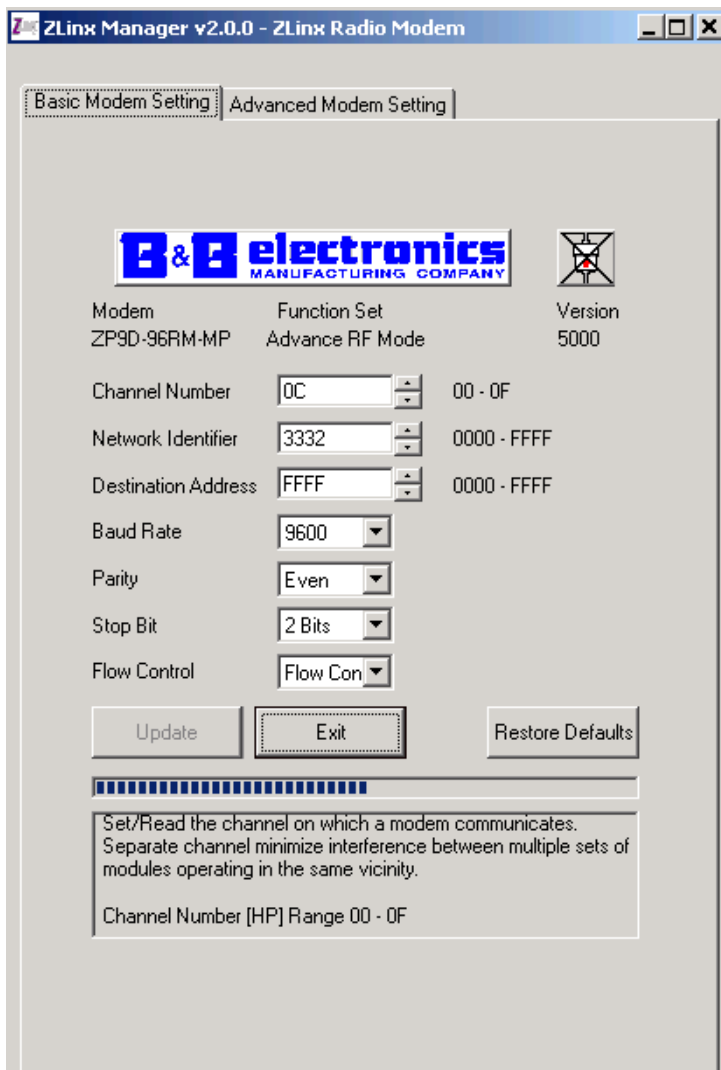 ZLinx Manager v2.0.0 - ZLinx Radio Modem
Basic Modem Setting
Advanced Modem Setting
B&B electronics
MANUFACTURING COMPANY
Modem Function Set Version
ZP9D-96RM-MP Advance RF Mode 5000
Channel Number 0C 00 - 0F
Network Identifier 3332 0000 - FFFF
Destination Address FFFF 0000 - FFFF
Baud Rate 9600
Parity Even
Stop Bit 2 Bits
Flow Control Flow Con
Update Exit Restore Defaults
Set/Read the channel on which a modem communicates.
Separate channel minimize interference between multiple sets of
modules operating in the same vicinity.
Channel Number [HP] Range 00 - 0F